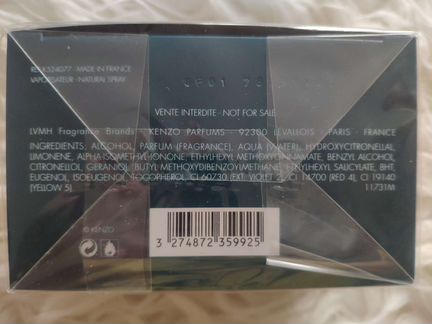 REF.K524077 · MADE IN FRANCE
VAPORISATEUR · NATURAL SPRAY
VENTE INTERDITE · NOT FOR SALE
LVMH Fragrance Brands · KENZO PARFUMS · 92300 LEVALLOIS · PARIS · FRANCE
INGREDIENTS: ALCOHOL, PARFUM (FRAGRANCE), AQUA (WATER), HYDROXYCITRONELLAL,
LIMONENE, ALPHA-ISOMETHYL IONONE, ETHYLHEXYL METHOXYCINNAMATE, BENZYL ALCOHOL,
CITRONELLOL, GERANIOL, BUTYL METHOXYDIBENZOYLMETHANE, ETHYLHEXYL SALICYLATE, BHT,
EUGENOL, ISOEUGENOL, TOCOPHEROL, CI 60730 (EXT. VIOLET 2), CI 14700 (RED 4), CI 19140
(YELLOW 5) 11731M
3 274872 359925
© KENZO